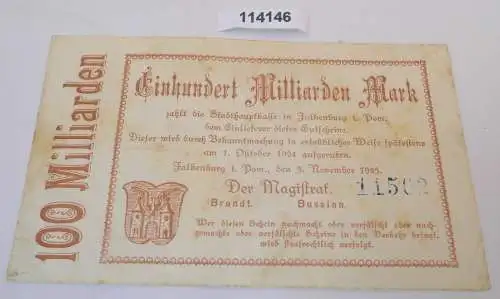 114146
100 Milliarden
Einhundert Milliarden Mark
zahlt die Stadthauptkasse in Falkenburg i. Pom.
dem Einlieferer dieses Gutscheins.
Dieser wird durch Bekanntmachung in ortsüblicher Weise spätestens
am 1. Oktober 1924 aufgerufen.
Falkenburg i. Pom., den 3. November 1923.
Der Magistrat.
11502
Brandt. Bussian.
Wer diesen Schein nachmacht oder verfälscht oder nach-
gemachte oder verfälschte Scheine in den Verkehr bringt,
wird strafrechtlich verfolgt.